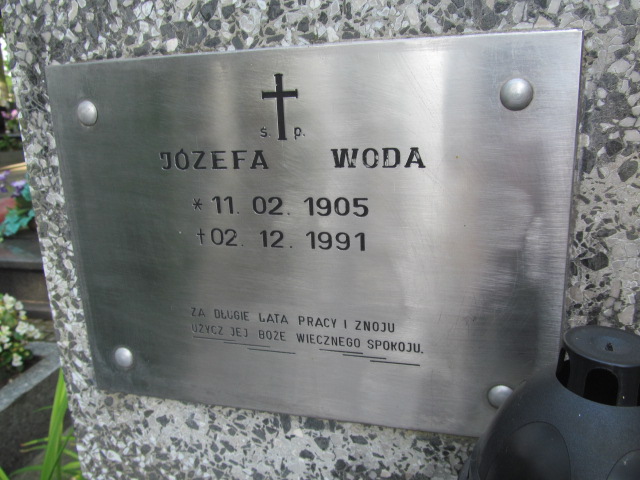 ś. p.
JÓZEFA WODA
* 11. 02. 1905
† 02. 12. 1991
ZA DŁUGIE LATA PRACY I ZNOJU
UŻYCZ JEJ BOŻE WIECZNEGO SPOKOJU.